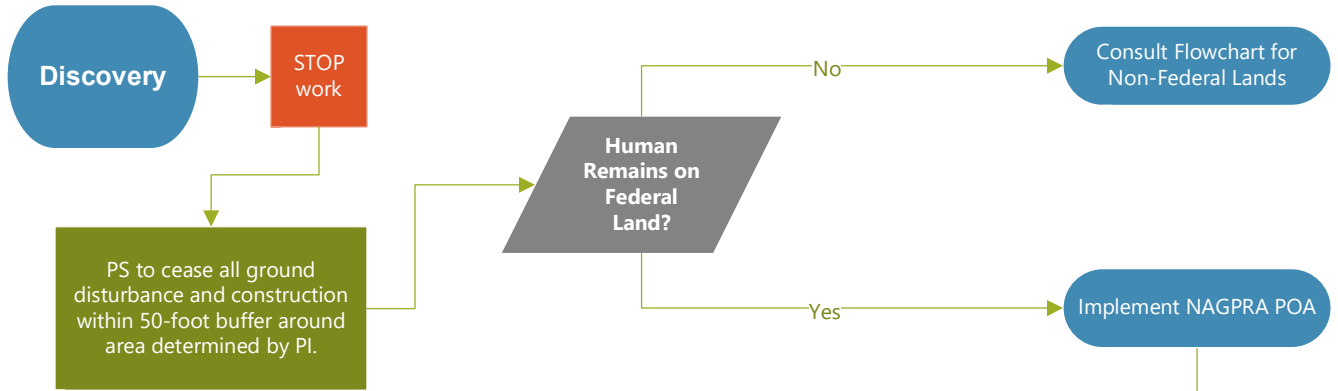 Discovery
STOP
work
PS to cease all ground
disturbance and construction
within 50-foot buffer around
area determined by PI.
Human
Remains on
Federal
Land?
No
Consult Flowchart for
Non-Federal Lands
Yes
Implement NAGPRA POA